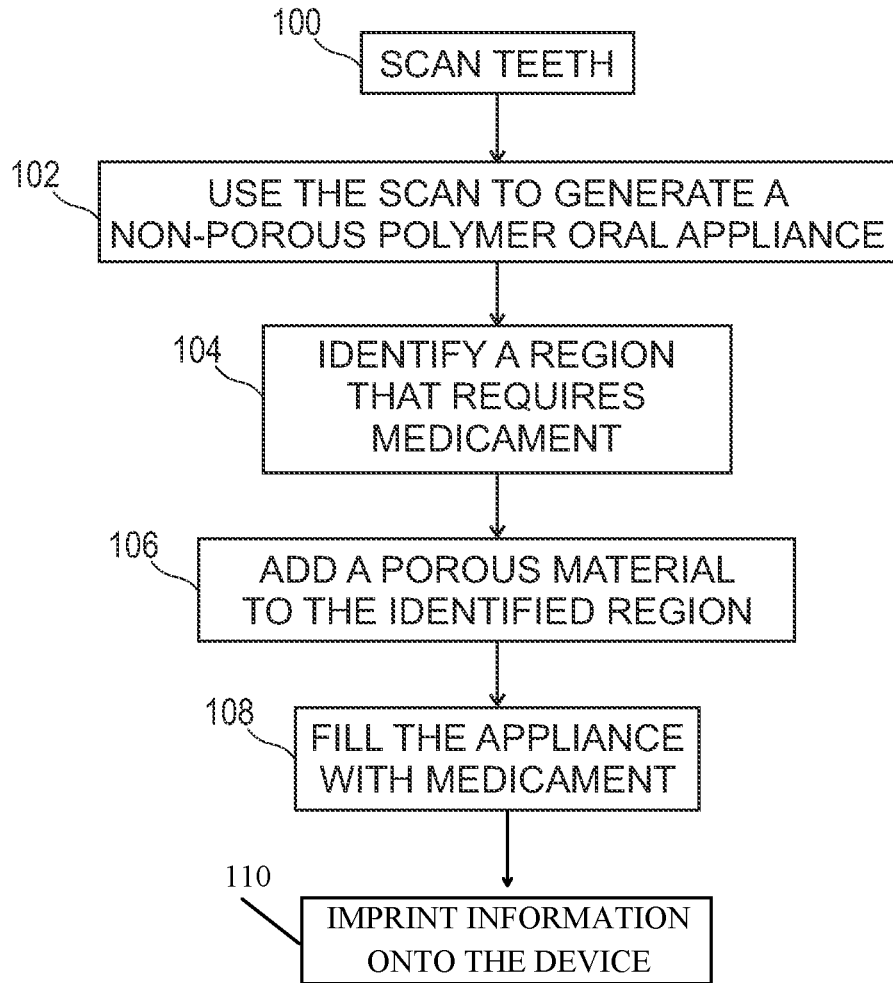 100
SCAN TEETH
102
USE THE SCAN TO GENERATE A
NON-POROUS POLYMER ORAL APPLIANCE
104
IDENTIFY A REGION
THAT REQUIRES
MEDICAMENT
106
ADD A POROUS MATERIAL
TO THE IDENTIFIED REGION
108
FILL THE APPLIANCE
WITH MEDICAMENT
110
IMPRINT INFORMATION
ONTO THE DEVICE